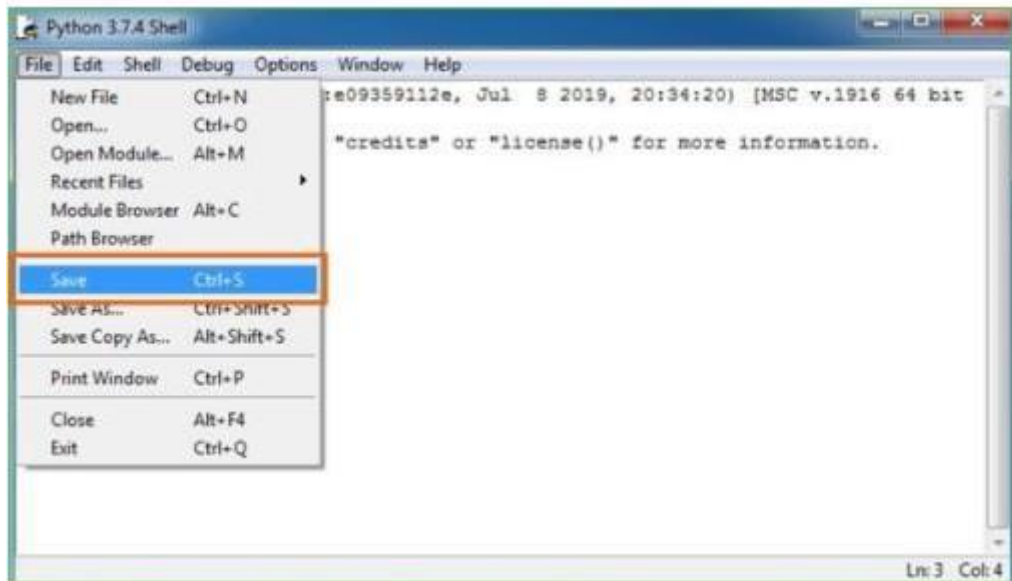 Python 3.7.4 Shell
File Edit Shell Debug Options Window Help
New File Ctrl+N
:e09359112e, Jul 8 2019, 20:34:20) [MSC v.1916 64 bit
Open... Ctrl+O
Open Module... Alt+M
"credits" or "license()" for more information.
Recent Files
Module Browser Alt+C
Path Browser
Save Ctrl+S
Save As... Ctrl+Shift+S
Save Copy As... Alt+Shift+S
Print Window Ctrl+P
Close Alt+F4
Exit Ctrl+Q
Ln: 3 Col: 4